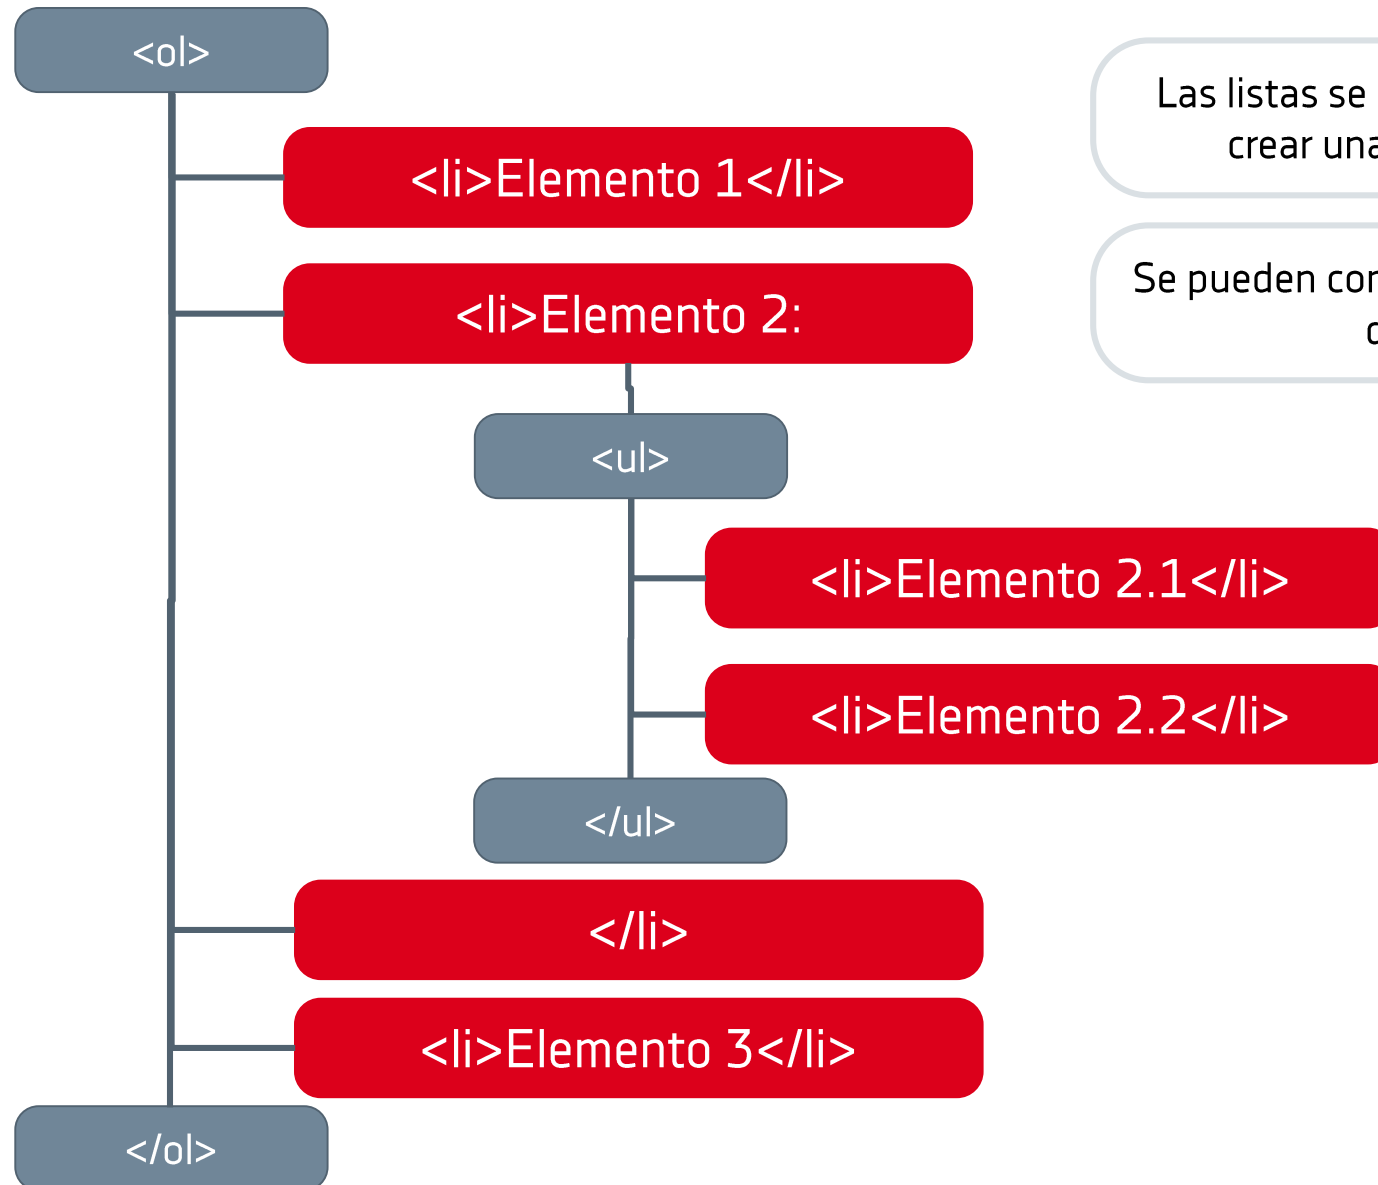 <ol>
Las listas se
crear una
<li>Elemento 1</li>
<li>Elemento 2:
Se pueden
<ul>
<li>Elemento 2.1</li>
<li>Elemento 2.2</li>
</ul>
</li>
<li>Elemento 3</li>
</ol>